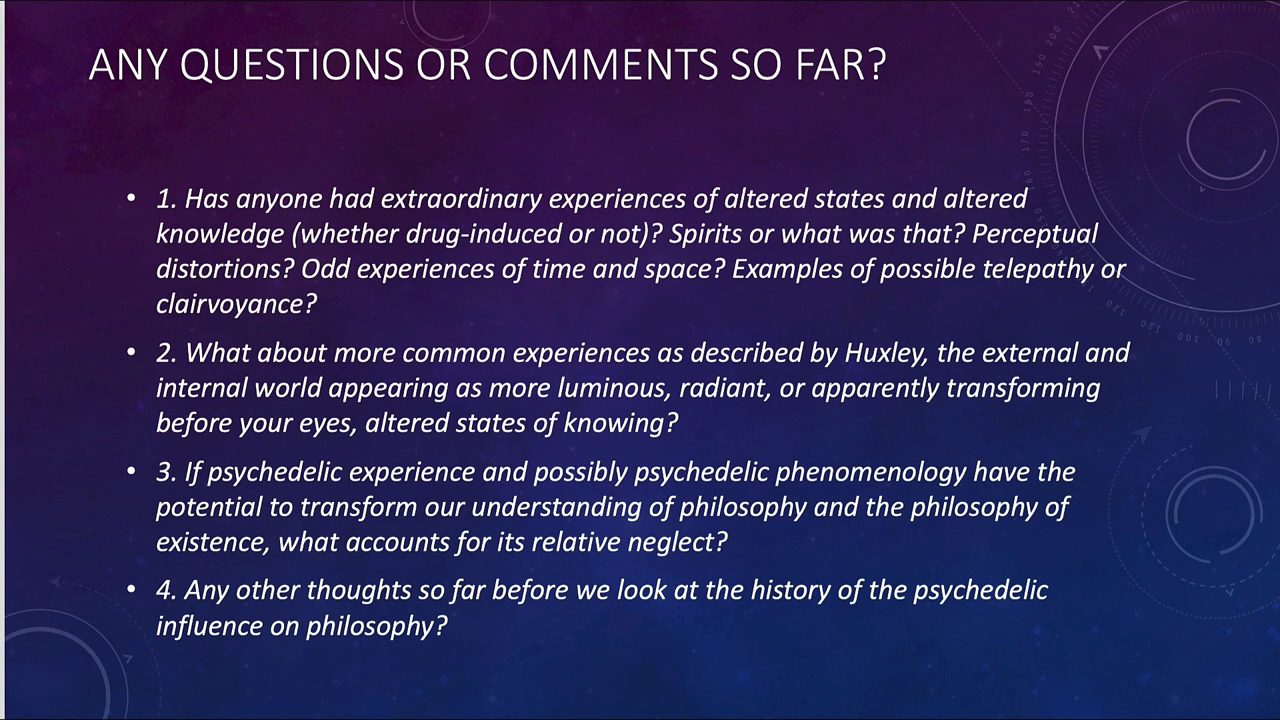 ANY QUESTIONS OR COMMENTS SO FAR?
• 1. Has anyone had extraordinary experiences of altered states and altered
knowledge (whether drug-induced or not)? Spirits or what was that? Perceptual
distortions? Odd experiences of time and space? Examples of possible telepathy or
clairvoyance?
• 2. What about more common experiences as described by Huxley, the external and
internal world appearing as more luminous, radiant, or apparently transforming
before your eyes, altered states of knowing?
• 3. If psychedelic experience and possibly psychedelic phenomenology have the
potential to transform our understanding of philosophy and the philosophy of
existence, what accounts for its relative neglect?
• 4. Any other thoughts so far before we look at the history of the psychedelic
influence on philosophy?